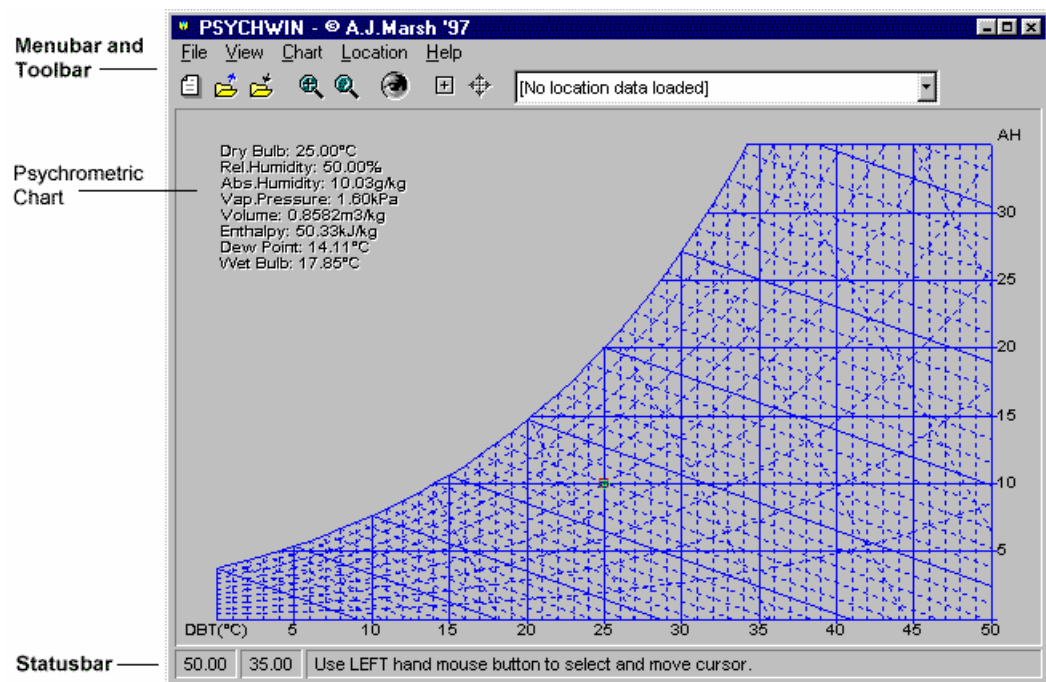 PSYCHWIN - © A.J.Marsh '97
Menubar and
Toolbar
File View Chart Location Help
[No location data loaded]
Psychrometric
Chart
Dry Bulb: 25.00°C
Rel.Humidity: 50.00%
Abs.Humidity: 10.03g/kg
Vap.Pressure: 1.60kPa
Volume: 0.8582m3/kg
Enthalpy: 50.33kJ/kg
Dew Point: 14.11°C
Wet Bulb: 17.85°C
AH
30
25
20
15
10
5
DBT(°C) 5 10 15 20 25 30 35 40 45 50
Statusbar
50.00 35.00 Use LEFT hand mouse button to select and move cursor.